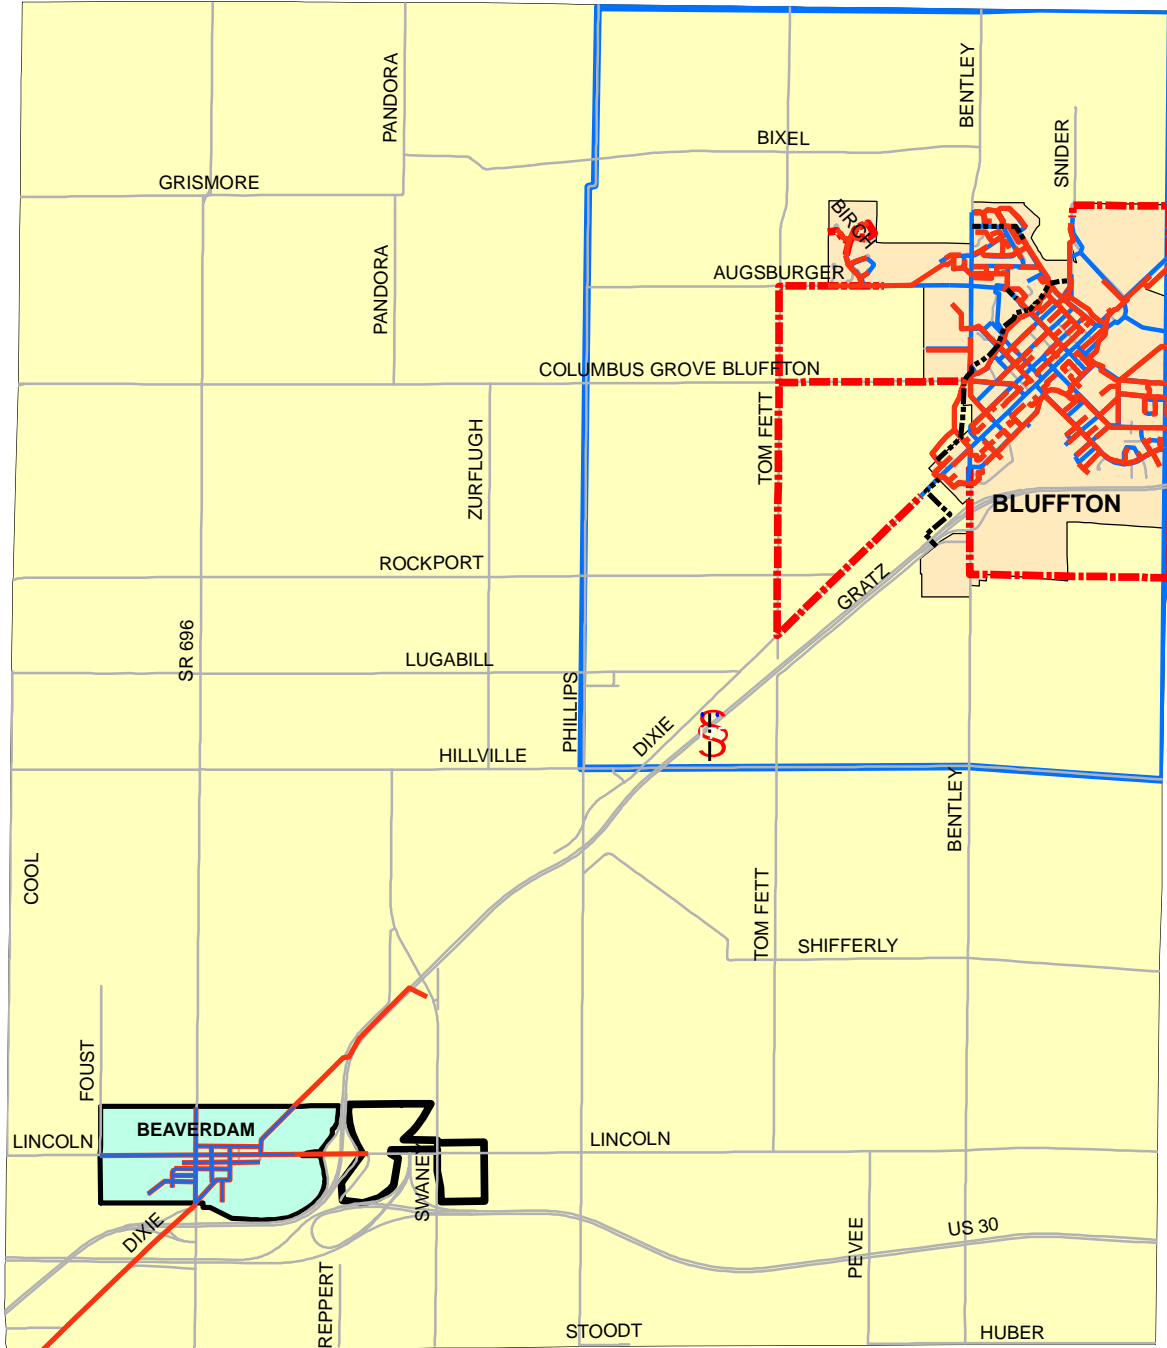 PANDORA
BENTLEY
BIXEL
SNIDER
GRISMORE
BIRCH
PANDORA
AUGSBURGER
COLUMBUS GROVE BLUFFTON
TOM FETT
ZURFLUGH
BLUFFTON
ROCKPORT
GRATZ
SR 696
LUGABILL
PHILLIPS
DIXIE
HILLVILLE
BENTLEY
COOL
TOM FETT
SHIFFERLY
FOUST
BEAVERDAM
LINCOLN
LINCOLN
SWANEY
DIXIE
PEVEE
US 30
REPPERT
STOODT
HUBER